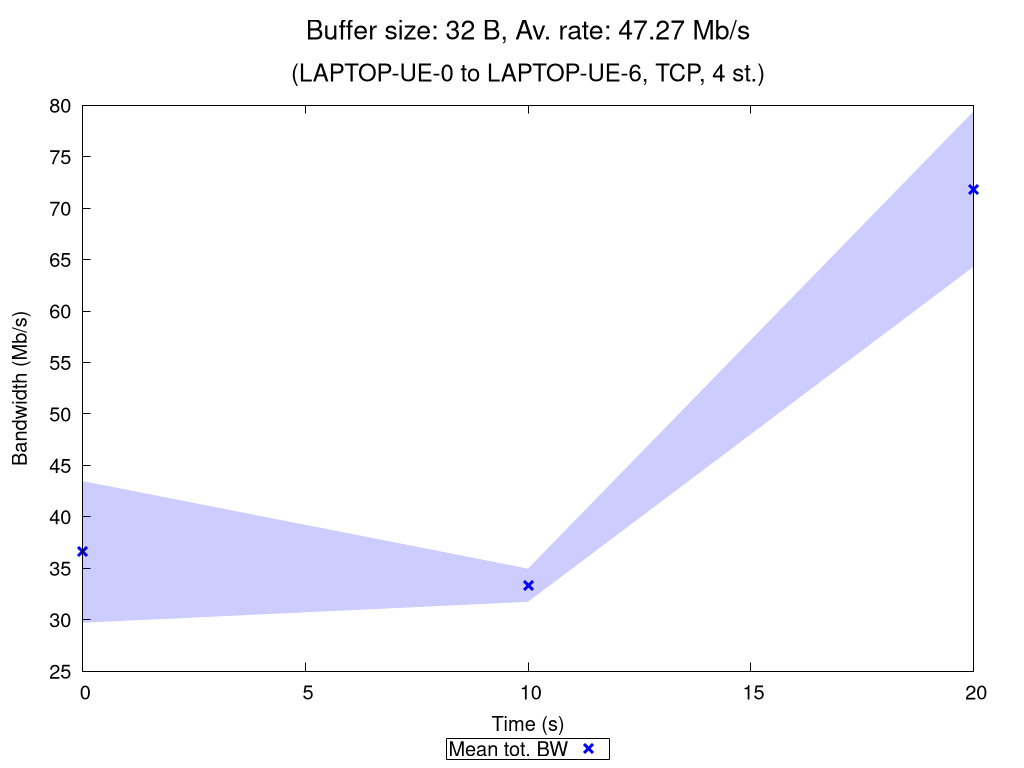 Buffer size: 32 B, Av. rate: 47.27 Mb/s
(LAPTOP-UE-0 to LAPTOP-UE-6, TCP, 4 st.)
80
75
70
65
60
55
50
45
40
35
30
25
Bandwidth (Mb/s)
0 5 10 15 20
Time (s)
Mean tot. BW